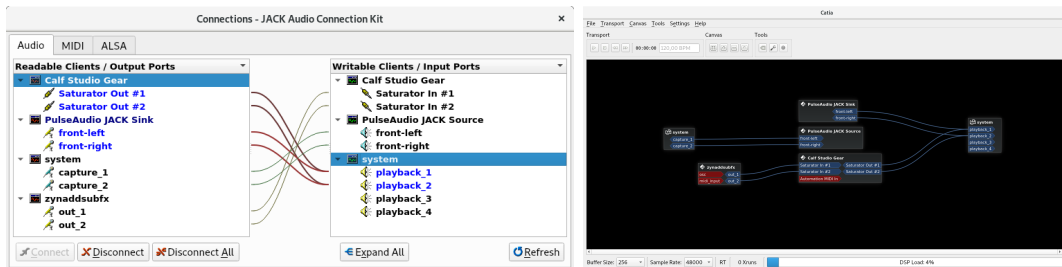 Connections - JACK Audio Connection Kit
Audio MIDI ALSA
Readable Clients / Output Ports
Calf Studio Gear
Saturator Out #1
Saturator Out #2
PulseAudio JACK Sink
front-left
front-right
system
capture_1
capture_2
zynaddsubfx
out_1
out_2
Writable Clients / Input Ports
Calf Studio Gear
Saturator In #1
Saturator In #2
PulseAudio JACK Source
front-left
front-right
system
playback_1
playback_2
playback_3
playback_4
Connect Disconnect Disconnect All Expand All Refresh
Catia
File Transport Canvas Tools Settings Help
Transport Canvas Tools
00:00:00 120.00 BPM
PulseAudio JACK Sink
front-left
front-right
system
playback_1
playback_2
playback_3
playback_4
system
capture_1
capture_2
PulseAudio JACK Source
front-left
front-right
zynaddsubfx
osc out_1
midi_input out_2
Calf Studio Gear
Saturator In #1 Saturator Out #1
Saturator In #2 Saturator Out #2
Automation MIDI In
Buffer Size: 256 Sample Rate: 48000 RT 0 Xruns DSP Load: 4%